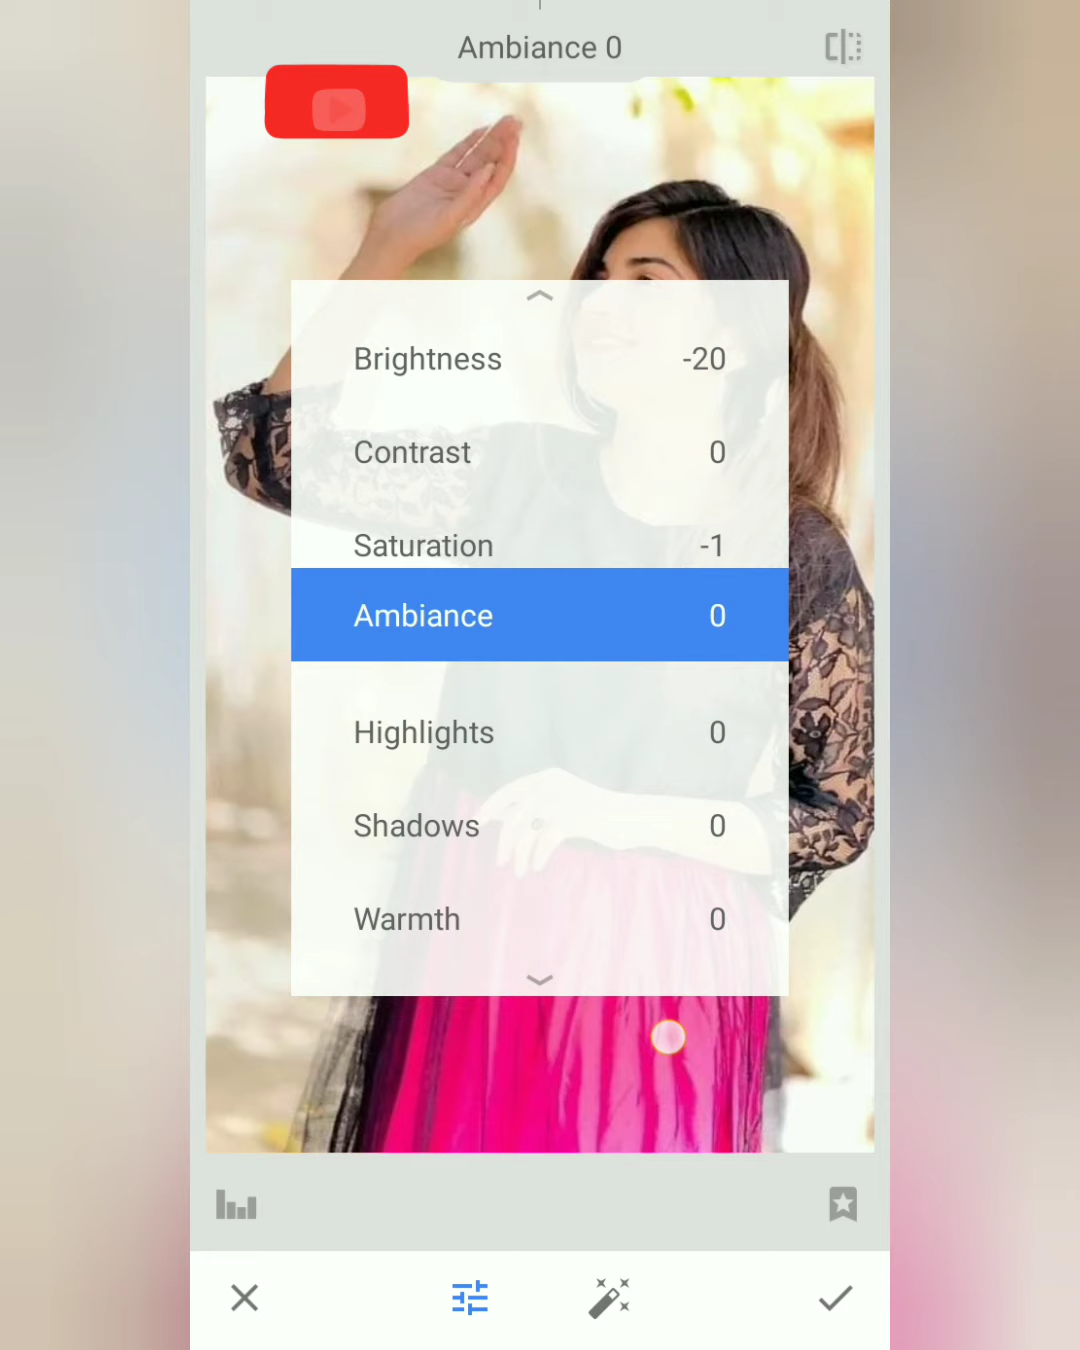 Ambiance 0
Brightness -20
Contrast 0
Saturation -1
Ambiance 0
Highlights 0
Shadows 0
Warmth 0